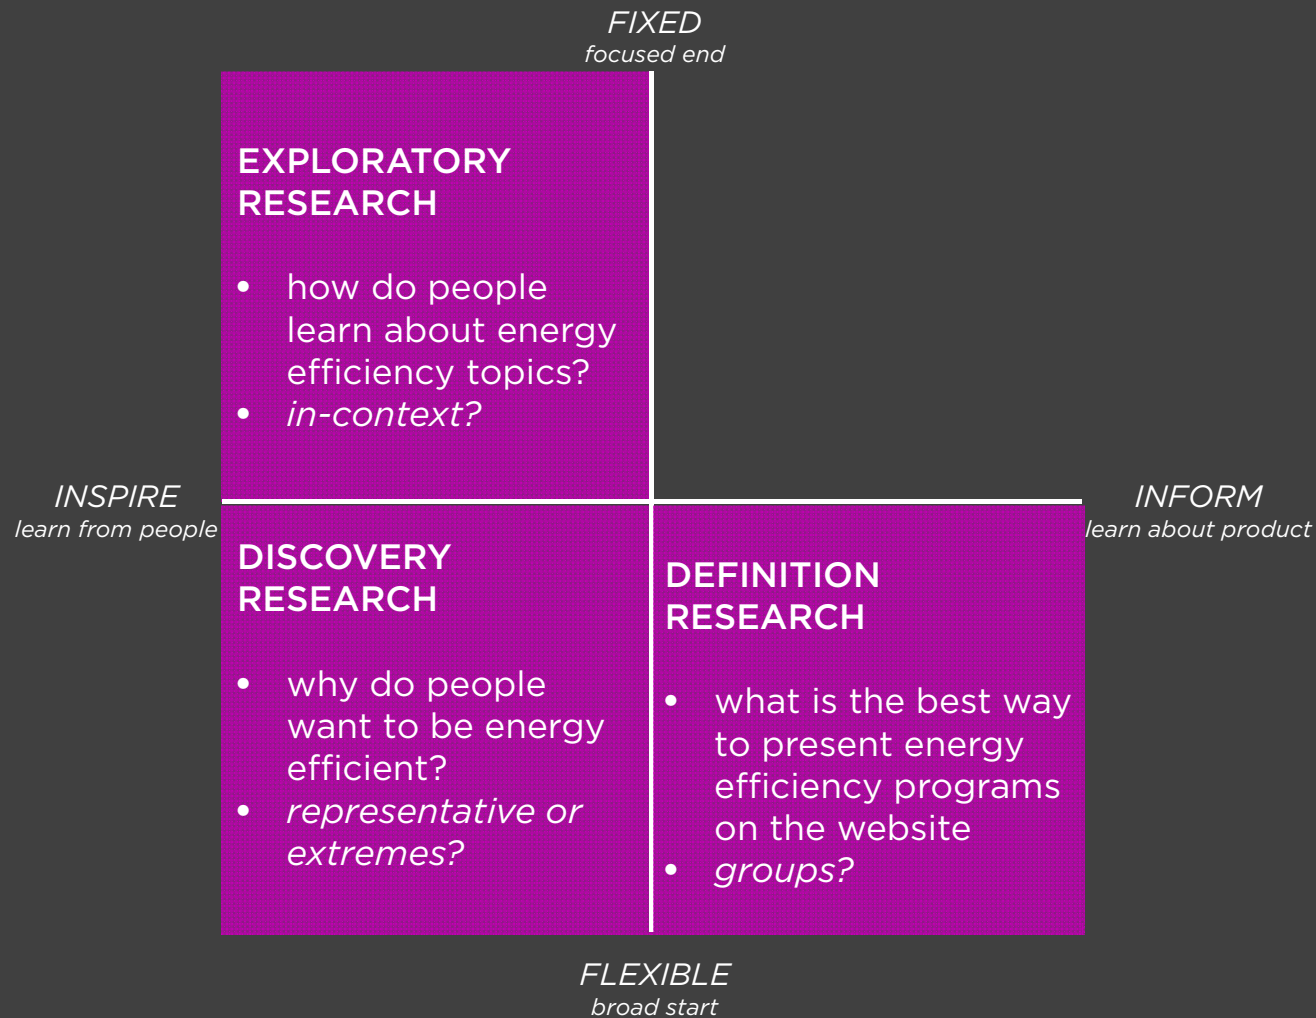 FIXED
focused end
EXPLORATORY
RESEARCH
• how do people
learn about energy
efficiency topics?
• in-context?
INSPIRE
learn from people
INFORM
learn about product
DISCOVERY
RESEARCH
• why do people
want to be energy
efficient?
• representative or
extremes?
DEFINITION
RESEARCH
• what is the best way
to present energy
efficiency programs
on the website
• groups?
FLEXIBLE
broad start